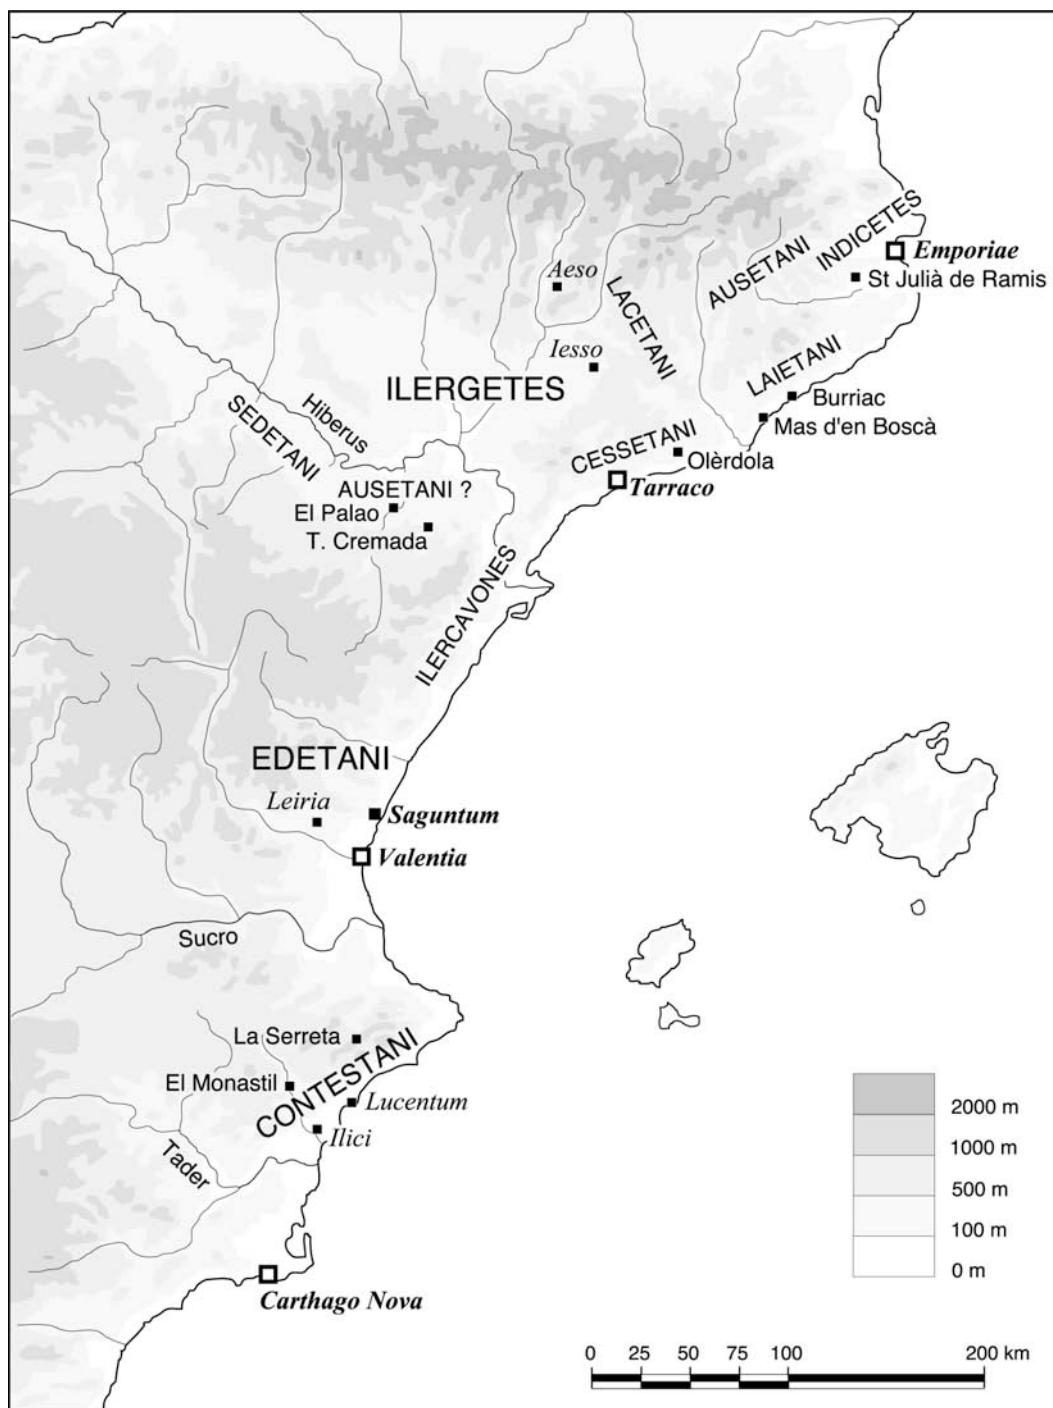 INDICETES
AUSETANI
Emporiae
St Julià de Ramis
Aeso
LACETANI
Iesso
LAIETANI
ILERGETES
Burriac
Mas d'en Boscà
SEDETANI
Hiberus
CESSETANI
Olèrdola
Tarraco
AUSETANI ?
El Palao
T. Cremada
ILERCAVONES
EDETANI
Leiria
Saguntum
Valentia
Sucro
La Serreta
CONTESTANI
El Monastil
Lucentum
Ilici
Tader
Carthago Nova
2000 m
1000 m
500 m
100 m
0 m
0 25 50 75 100 200 km